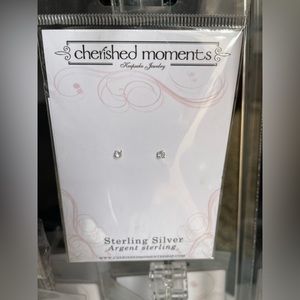 cherished moments
Keepsake Jewelry
Sterling Silver
Argent sterling